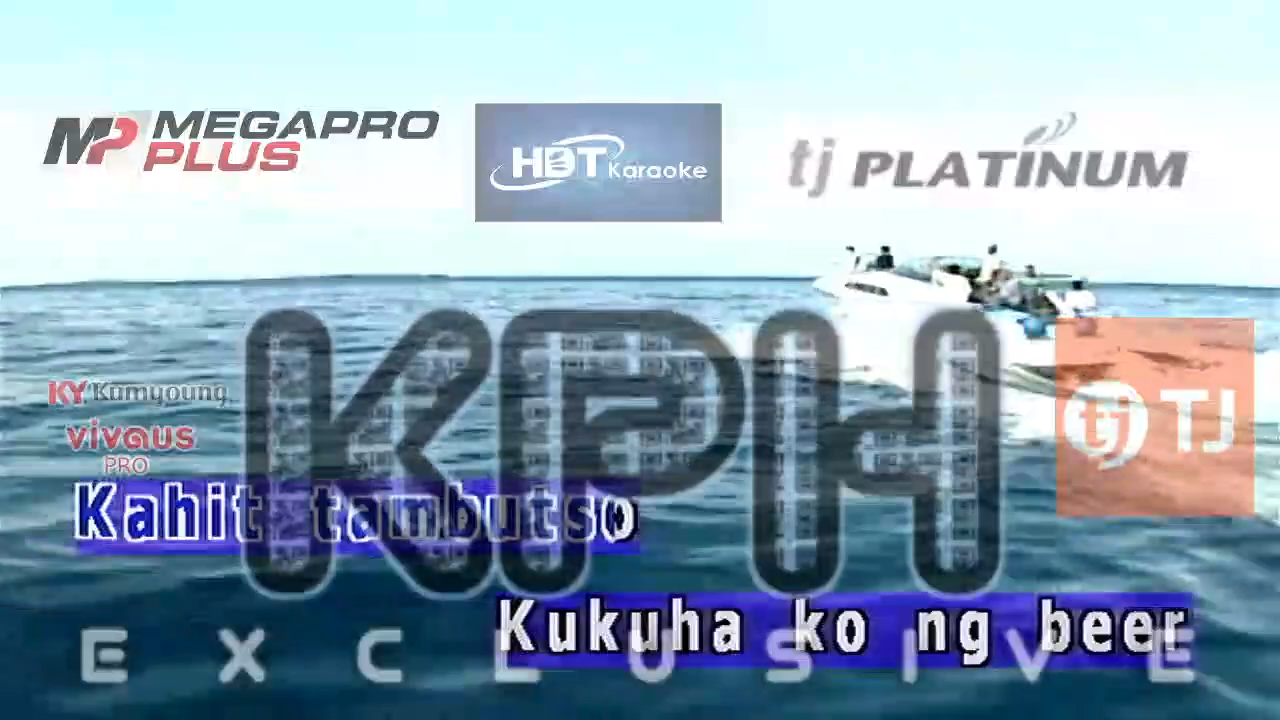 MP MEGAPRO PLUS
HDT Karaoke
tj PLATINUM
KPH
KY Kumyoung
vivaus
PRO
tj TJ
Kahit tambutso
Kukuha ko ng beer
EXCLUSIVE